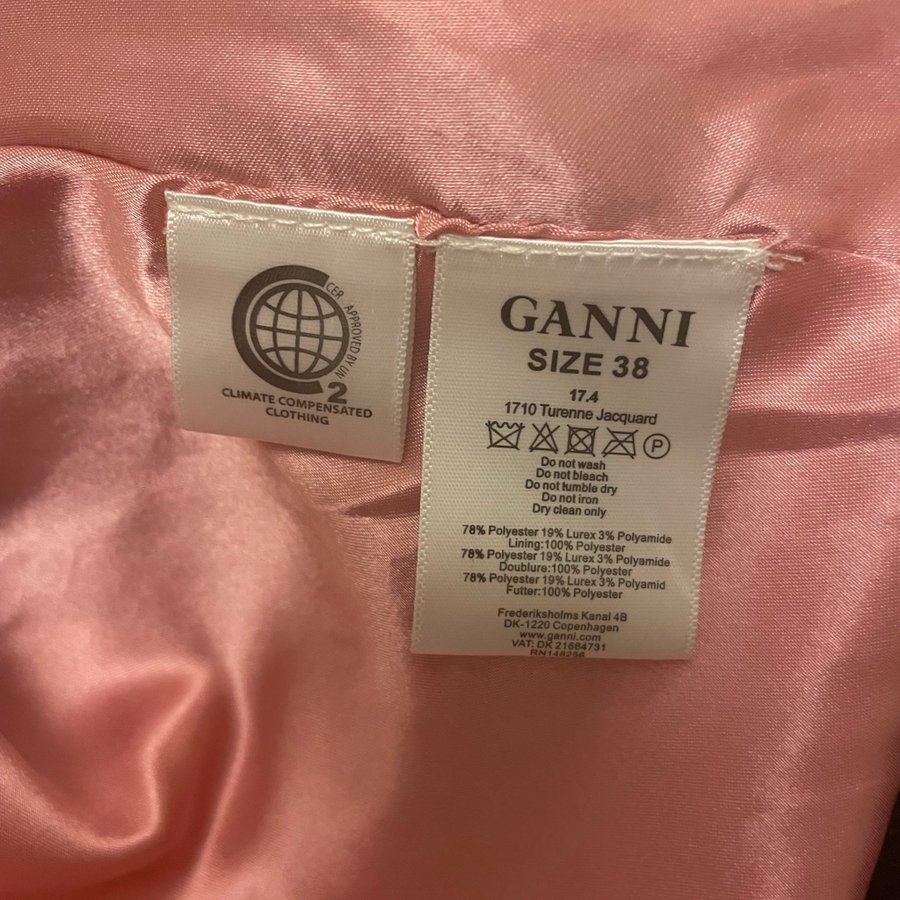 CER APPROVED BY UN
2
CLIMATE COMPENSATED
CLOTHING
GANNI
SIZE 38
17.4
1710 Turenne Jacquard
P
Do not wash
Do not bleach
Do not tumble dry
Do not iron
Dry clean only
78% Polyester 19% Lurex 3% Polyamide
Lining:100% Polyester
78% Polyester 19% Lurex 3% Polyamide
Doublure:100% Polyester
78% Polyester 19% Lurex 3% Polyamid
Futter:100% Polyester
Frederiksholms Kanal 4B
DK-1220 Copenhagen
www.ganni.com
VAT: DK 21684731